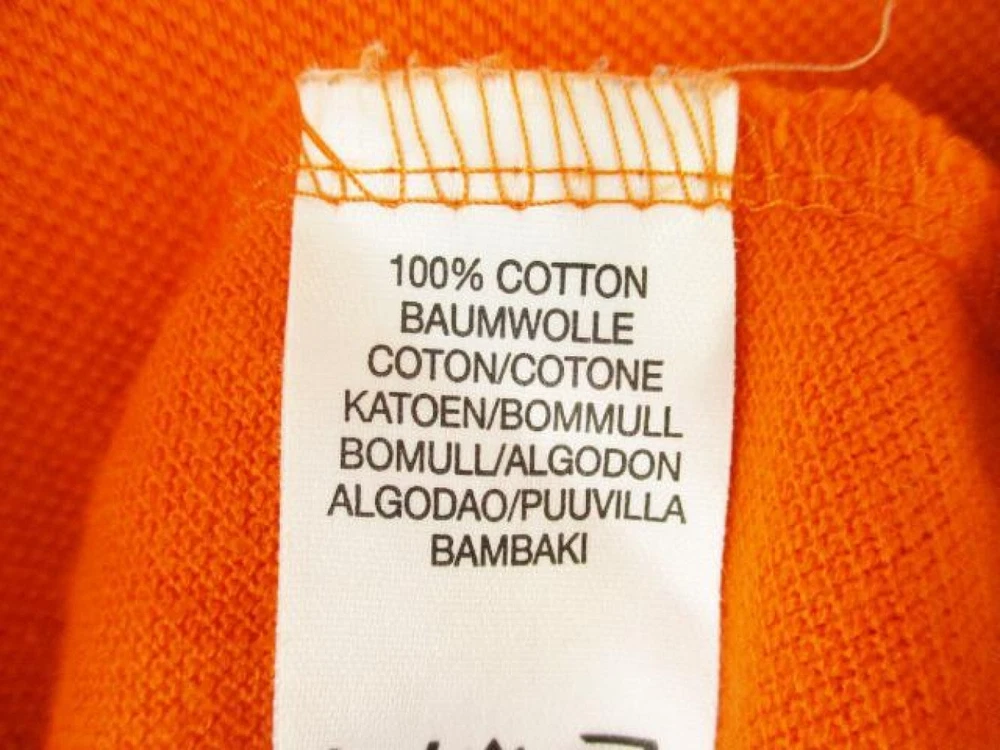 100% COTTON
BAUMWOLLE
COTON/COTONE
KATOEN/BOMMULL
BOMULL/ALGODON
ALGODAO/PUUVILLA
BAMBAKI